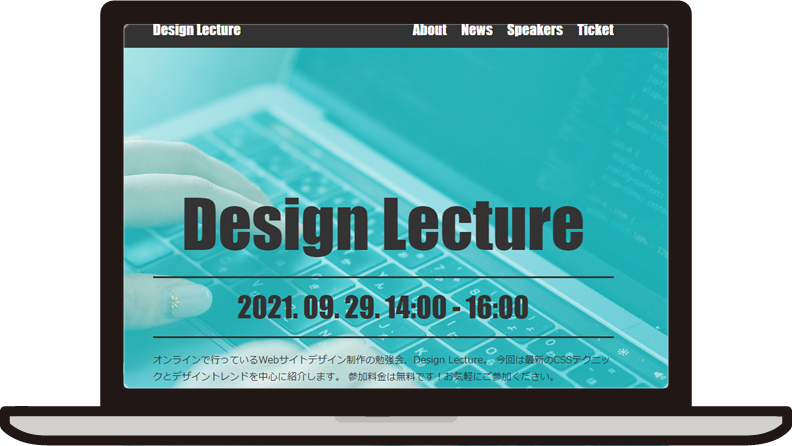 Design Lecture About News Speakers Ticket
Design Lecture
2021. 09. 29. 14:00 - 16:00
オンラインで行っているWebサイトデザイン制作の勉強会、Design Lecture。 今回は最新のCSSテクニッ
クとデザイントレンドを中心に紹介します。 参加料金は無料です！お気軽にご参加ください。